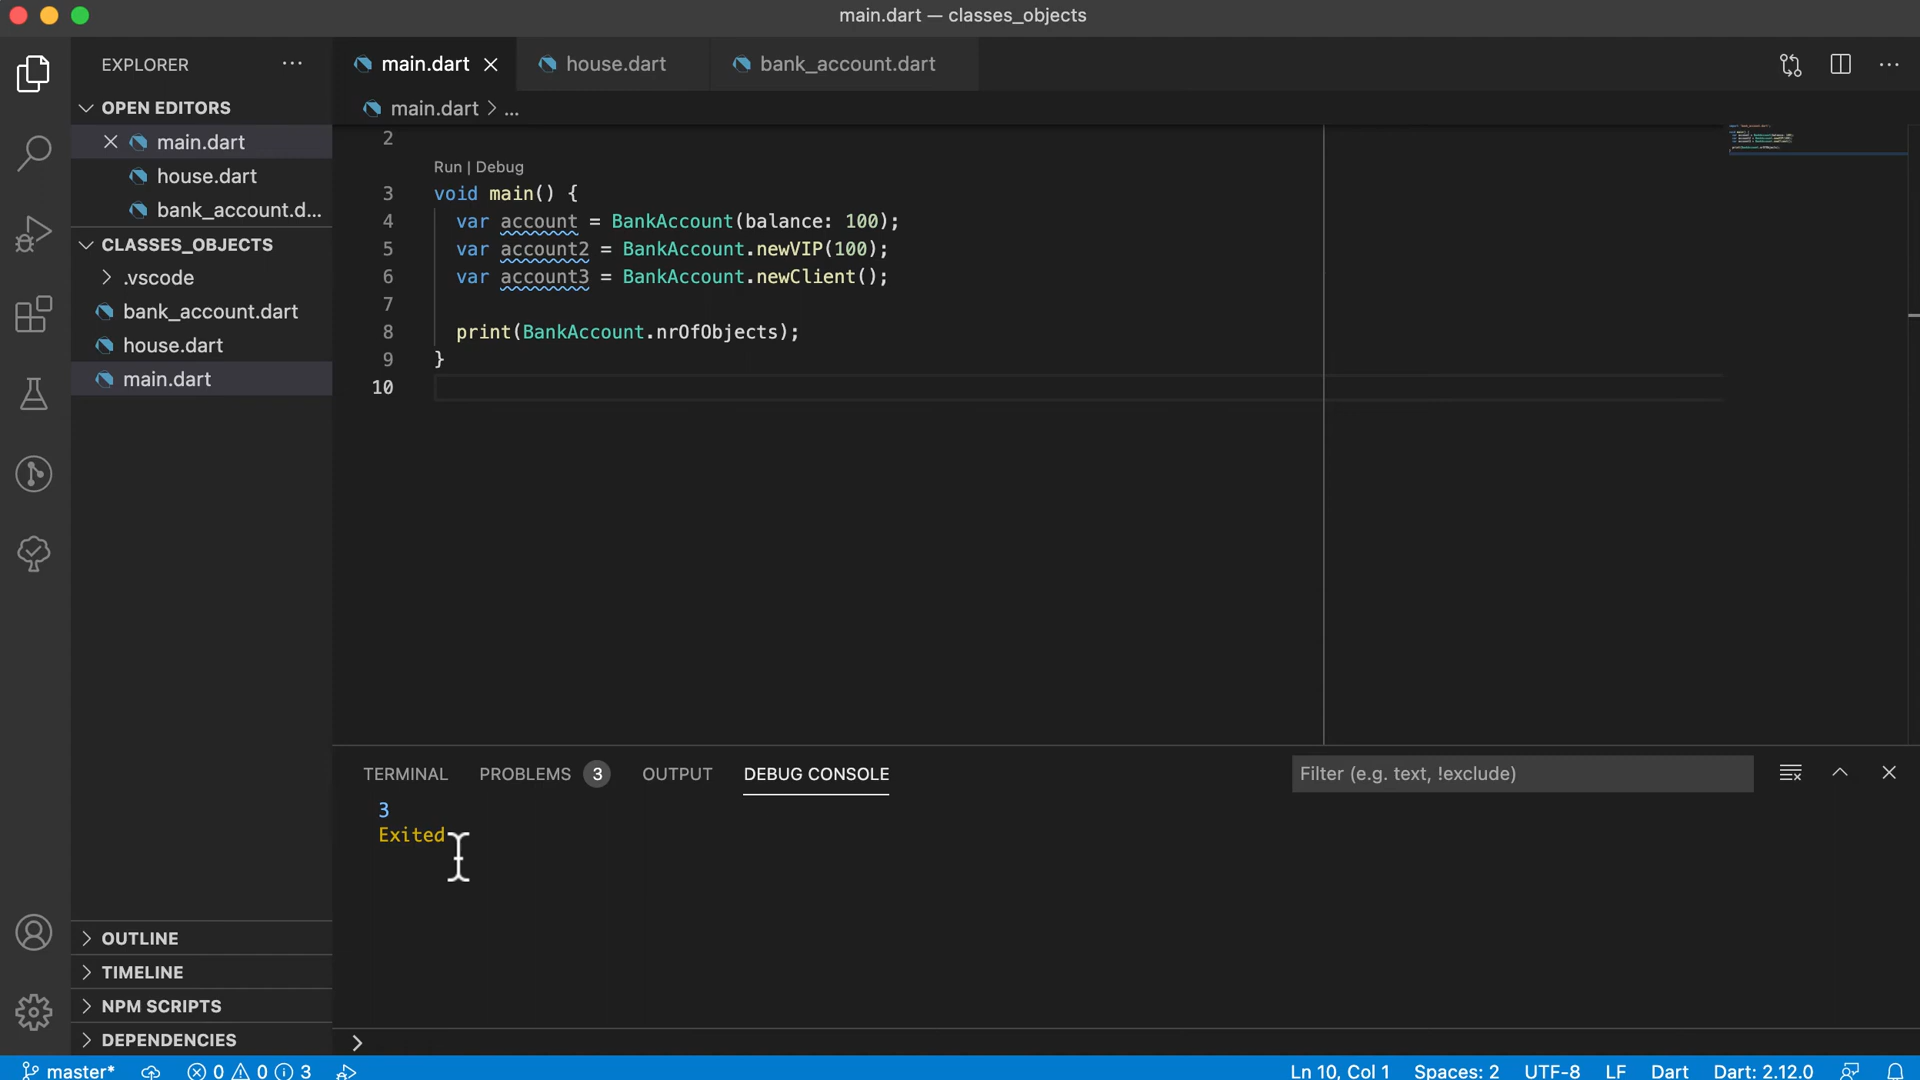 main.dart — classes_objects
EXPLORER
main.dart
house.dart
bank_account.dart
OPEN EDITORS
main.dart
house.dart
bank_account.d...
CLASSES_OBJECTS
.vscode
bank_account.dart
house.dart
main.dart
main.dart > ...
2
Run | Debug
3 void main() {
4 var account = BankAccount(balance: 100);
5 var account2 = BankAccount.newVIP(100);
6 var account3 = BankAccount.newClient();
7
8 print(BankAccount.nrOfObjects);
9 }
10
TERMINAL PROBLEMS 3 OUTPUT DEBUG CONSOLE
Filter (e.g. text, !exclude)
3
Exited
OUTLINE
TIMELINE
NPM SCRIPTS
DEPENDENCIES
master* 0 0 3
Ln 10, Col 1 Spaces: 2 UTF-8 LF Dart Dart: 2.12.0